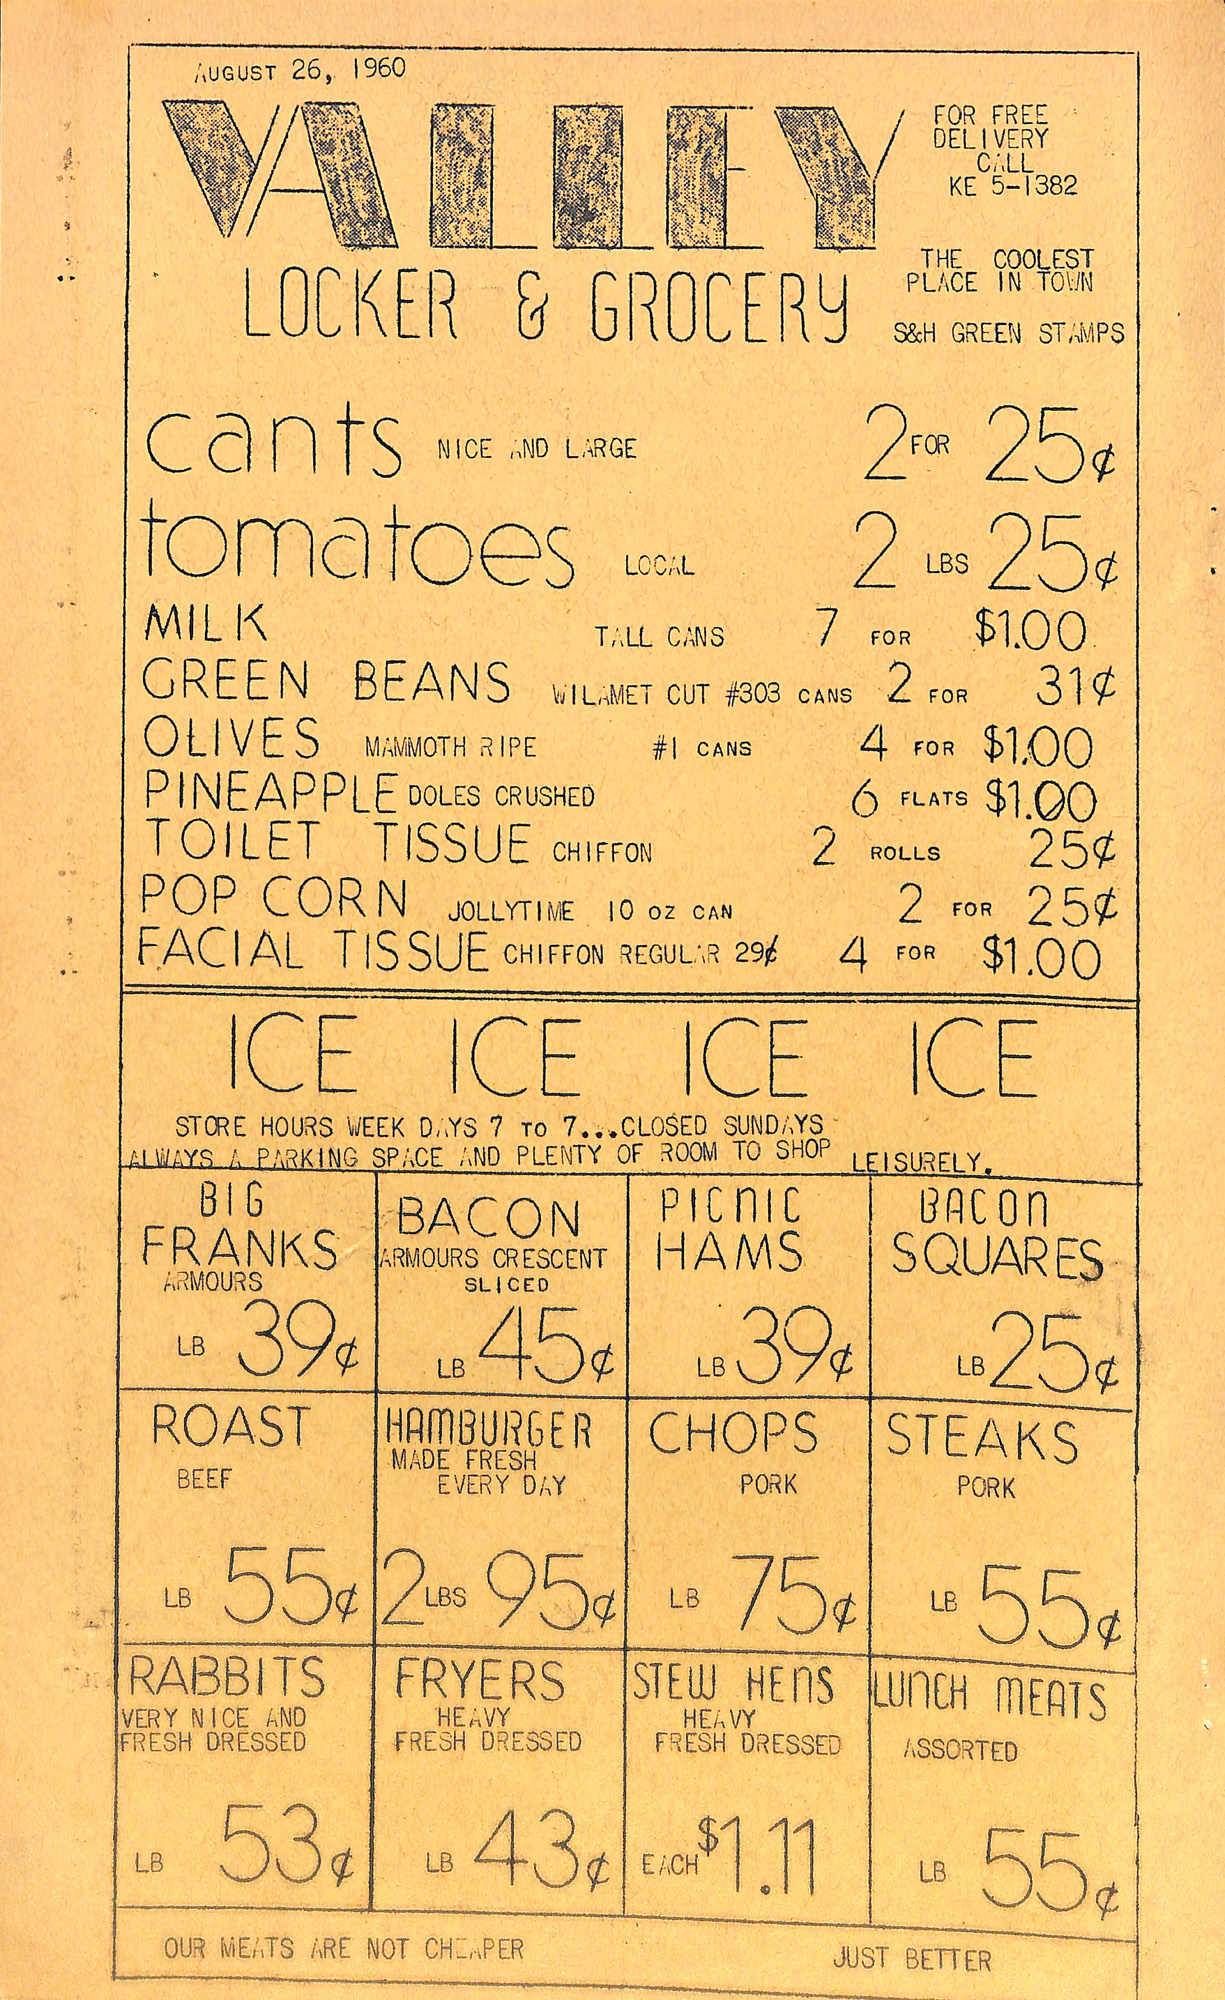 AUGUST 26, 1960
VALLEY
LOCKER & GROCERY
FOR FREE
DELIVERY
CALL
KE 5-1382
THE COOLEST
PLACE IN TOWN
S&H GREEN STAMPS
cants NICE AND LARGE 2 FOR 25¢
tomatoes LOCAL 2 LBS 25¢
MILK TALL CANS 7 FOR $1.00
GREEN BEANS WILAMET CUT #303 CANS 2 FOR 31¢
OLIVES MAMMOTH RIPE #1 CANS 4 FOR $1.00
PINEAPPLE DOLES CRUSHED 6 FLATS $1.00
TOILET TISSUE CHIFFON 2 ROLLS 25¢
POP CORN JOLLYTIME 10 OZ CAN 2 FOR 25¢
FACIAL TISSUE CHIFFON REGULAR 29¢ 4 FOR $1.00
ICE ICE ICE ICE
STORE HOURS WEEK DAYS 7 TO 7...CLOSED SUNDAYS
ALWAYS A PARKING SPACE AND PLENTY OF ROOM TO SHOP LEISURELY.
BIG
FRANKS
ARMOURS
LB 39¢
BACON
ARMOURS CRESCENT
SLICED
LB 45¢
PICNIC
HAMS
LB 39¢
BACON
SQUARES
LB 25¢
ROAST
BEEF
LB 55¢
HAMBURGER
MADE FRESH
EVERY DAY
2 LBS 95¢
CHOPS
PORK
LB 75¢
STEAKS
PORK
LB 55¢
RABBITS
VERY NICE AND
FRESH DRESSED
LB 53¢
FRYERS
HEAVY
FRESH DRESSED
LB 43¢
STEW HENS
HEAVY
FRESH DRESSED
EACH $1.11
LUNCH MEATS
ASSORTED
LB 55¢
OUR MEATS ARE NOT CHEAPER JUST BETTER